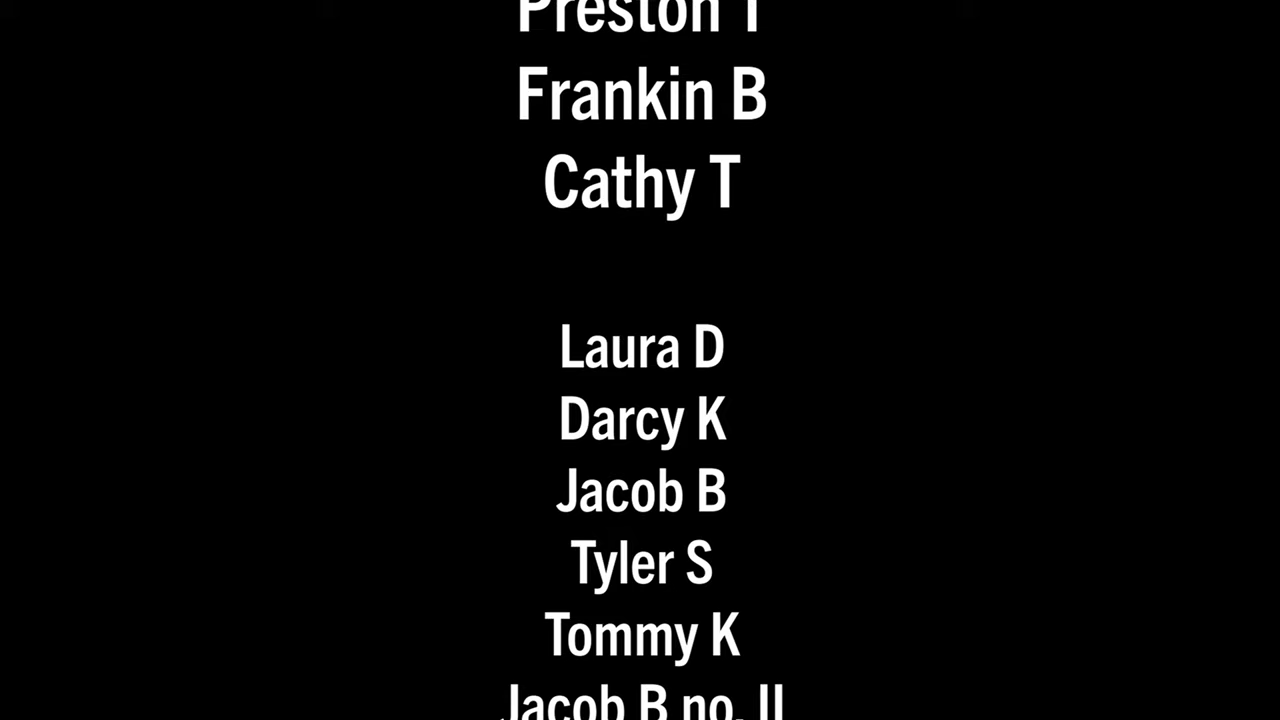 Preston T
Frankin B
Cathy T
Laura D
Darcy K
Jacob B
Tyler S
Tommy K
Jacob B no. II